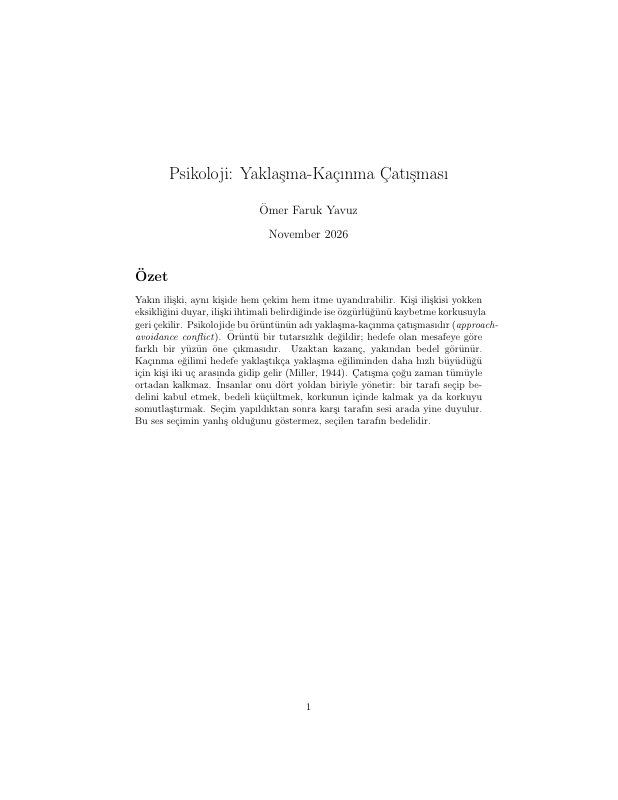 Psikoloji: Yaklaşma-Kaçınma Çatışması
Ömer Faruk Yavuz
November 2026
Özet
Yakın ilişki, aynı kişide hem çekim hem itme uyandırabilir. Kişi ilişkisi yokken
eksikliğini duyar, ilişki ihtimali belirdiğinde ise özgürlüğünü kaybetme korkusuyla
geri çekilir. Psikolojide bu örüntünün adı yaklaşma-kaçınma çatışmasıdır (approach-
avoidance conflict). Örüntü bir tutarsızlık değildir; hedefe olan mesafeye göre
farklı bir yüzün öne çıkmasıdır. Uzaktan kazanç, yakından bedel görünür.
Kaçınma eğilimi hedefe yaklaştıkça yaklaşma eğiliminden daha hızlı büyüdüğü
için kişi iki uç arasında gidip gelir (Miller, 1944). Çatışma çoğu zaman tümüyle
ortadan kalkmaz. İnsanlar onu dört yoldan biriyle yönetir: bir tarafı seçip be-
delini kabul etmek, bedeli küçültmek, korkunun içinde kalmak ya da korkuyu
somutlaştırmak. Seçim yapıldıktan sonra karşı tarafın sesi arada yine duyulur.
Bu ses seçimin yanlış olduğunu göstermez, seçilen tarafın bedelidir.
1